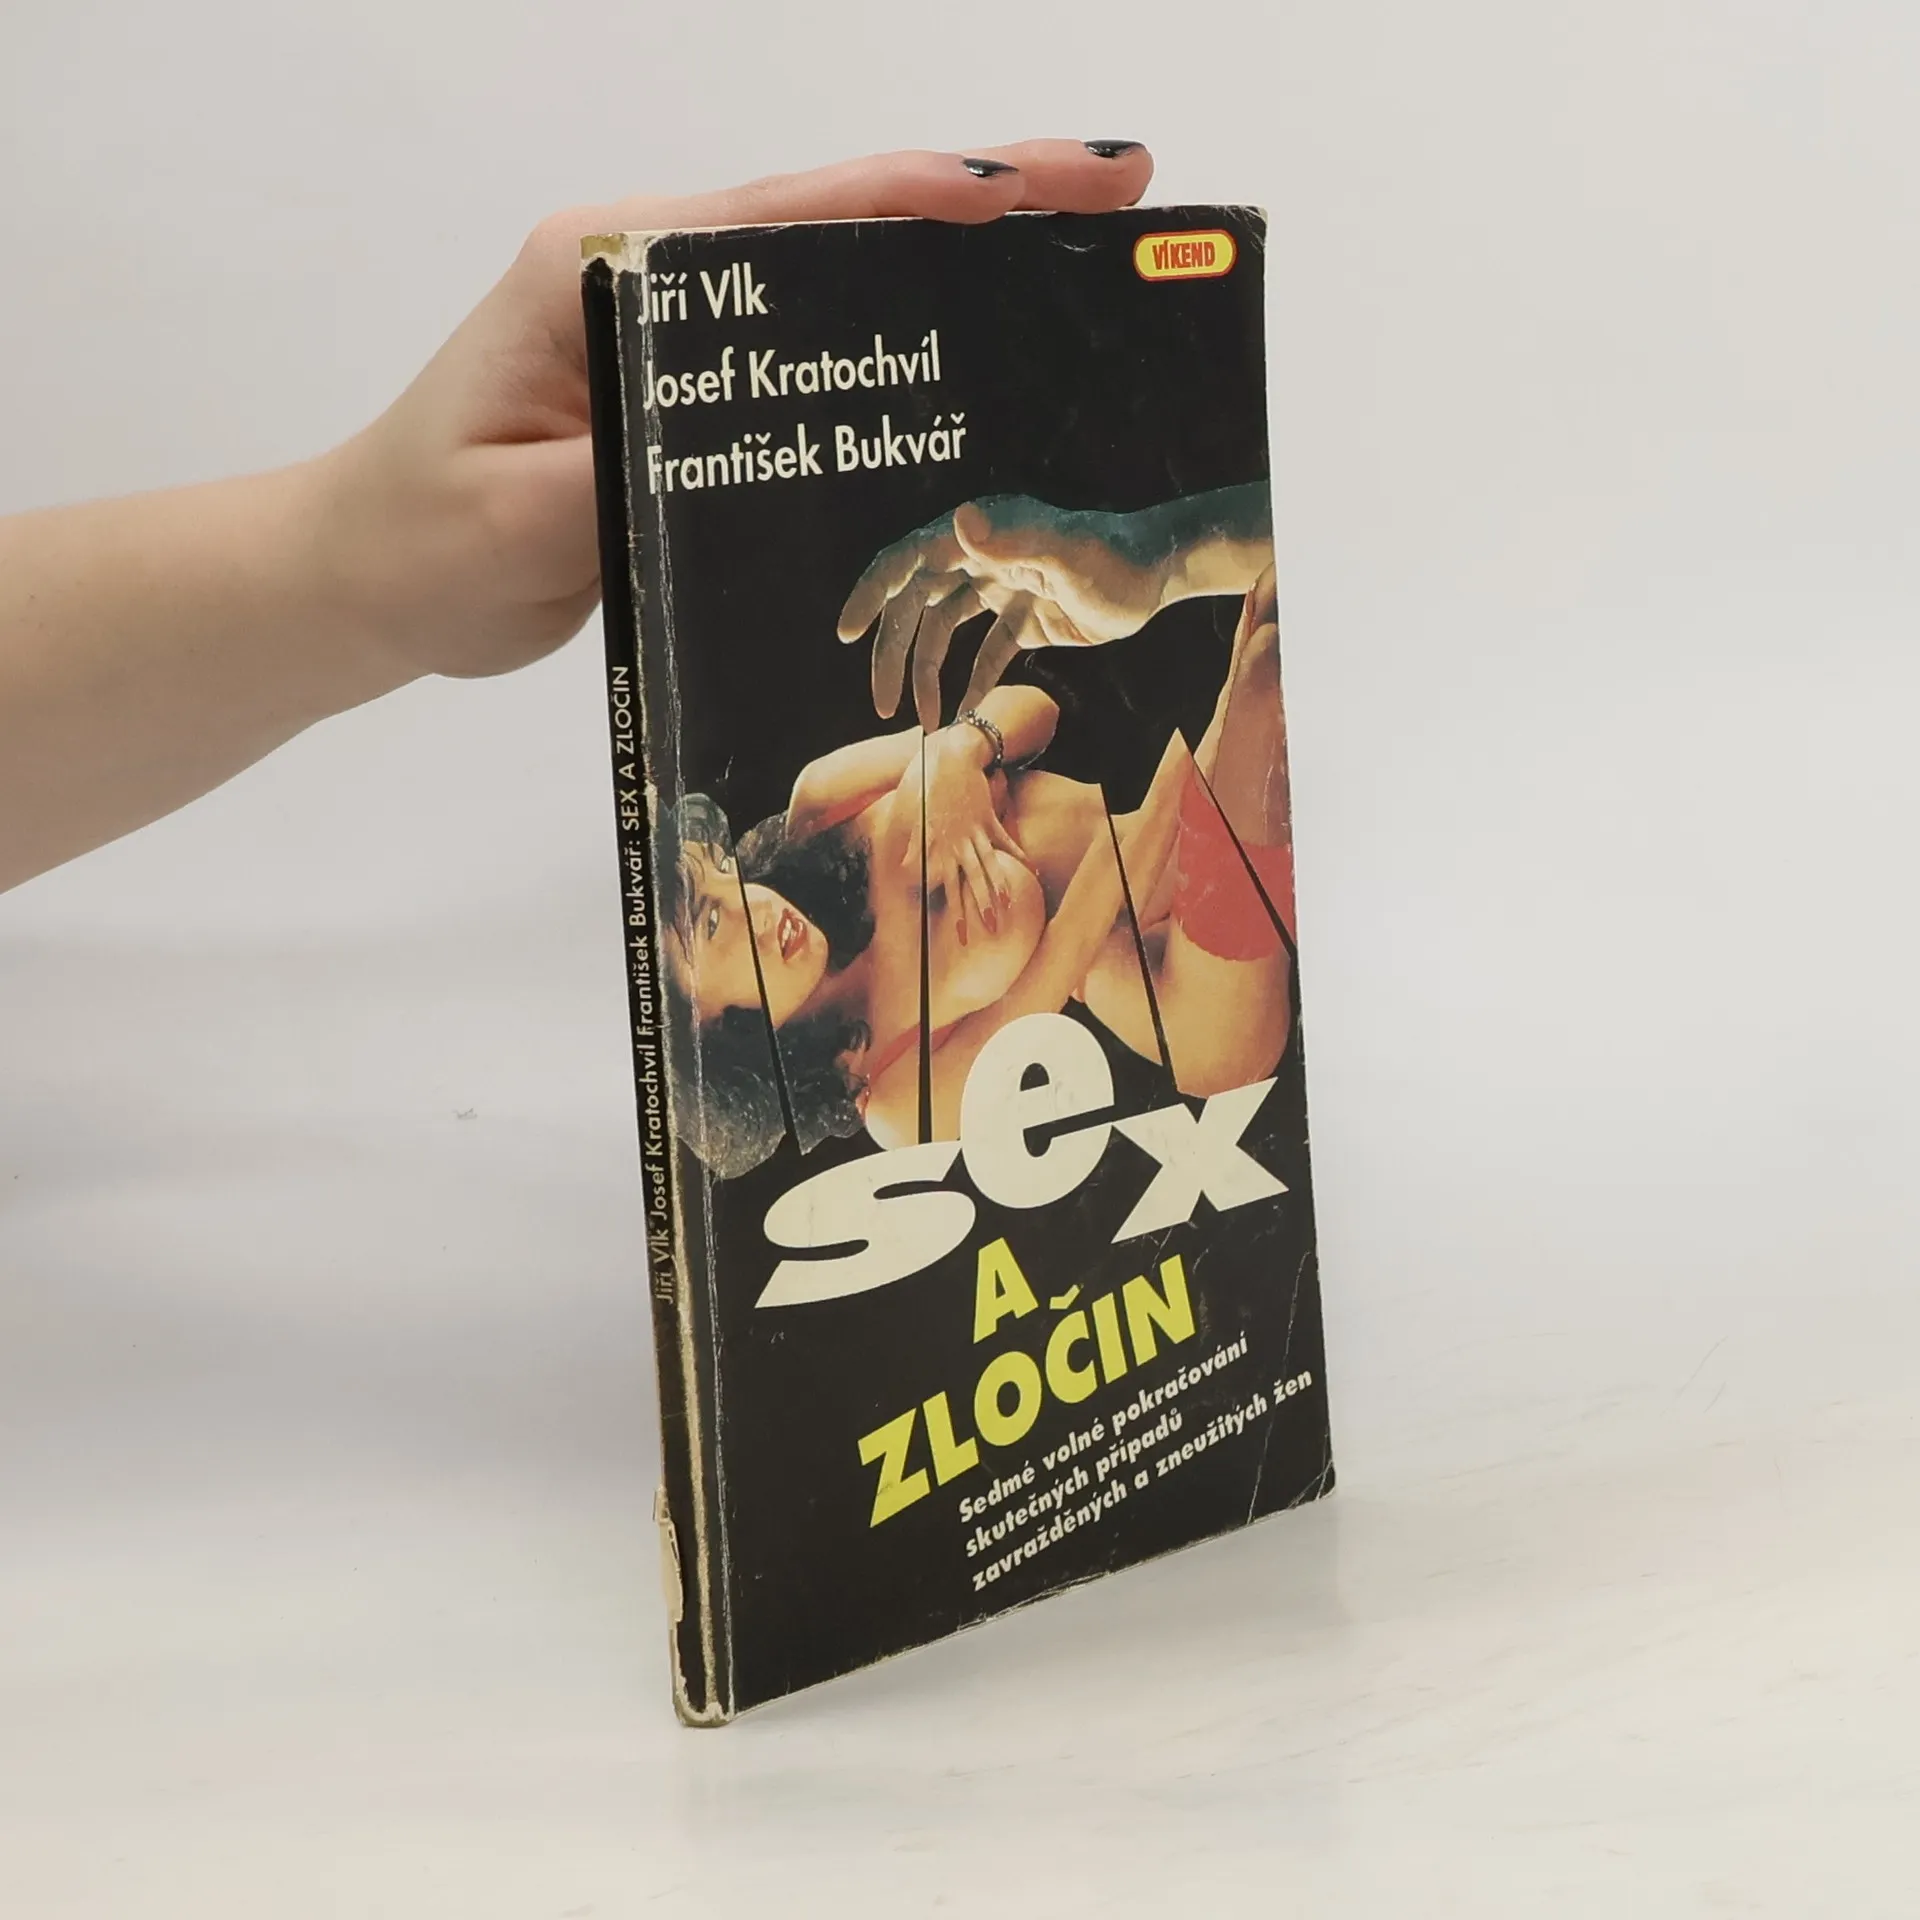 VÍKEND
Jiří Vlk
Josef Kratochvíl
František Bukvář
sex
A
ZLOČIN
Sedmé volné pokračování
skutečných případů
zavražděných a zneužitých žen
Jiří Vlk Josef Kratochvíl František Bukvář: SEX A ZLOČIN